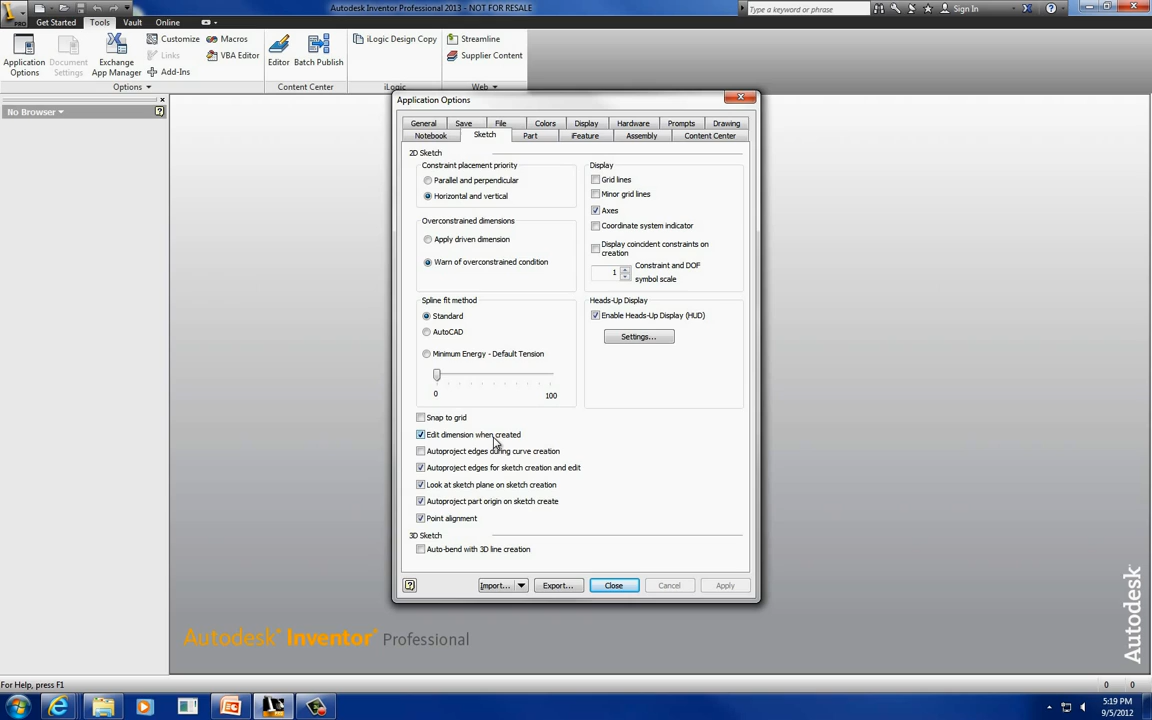 PRO
Autodesk Inventor Professional 2013 - NOT FOR RESALE
Type a keyword or phrase
Sign In
Get Started
Tools
Vault
Online
Application Options
Document Settings
Exchange App Manager
Customize
Links
Add-Ins
Macros
VBA Editor
Editor
Batch Publish
iLogic Design Copy
Streamline
Supplier Content
Options
Content Center
iLogic
Web
No Browser
Application Options
General
Save
File
Colors
Display
Hardware
Prompts
Drawing
Notebook
Sketch
Part
iFeature
Assembly
Content Center
2D Sketch
Constraint placement priority
Parallel and perpendicular
Horizontal and vertical
Overconstrained dimensions
Apply driven dimension
Warn of overconstrained condition
Spline fit method
Standard
AutoCAD
Minimum Energy - Default Tension
0
100
Display
Grid lines
Minor grid lines
Axes
Coordinate system indicator
Display coincident constraints on
creation
1
Constraint and DOF
symbol scale
Heads-Up Display
Enable Heads-Up Display (HUD)
Settings...
Snap to grid
Edit dimension when created
Autoproject edges during curve creation
Autoproject edges for sketch creation and edit
Look at sketch plane on sketch creation
Autoproject part origin on sketch create
Point alignment
3D Sketch
Auto-bend with 3D line creation
Import...
Export...
Close
Cancel
Apply
Autodesk® Inventor® Professional
Autodesk®
For Help, press F1
0
0
5:19 PM
9/5/2012